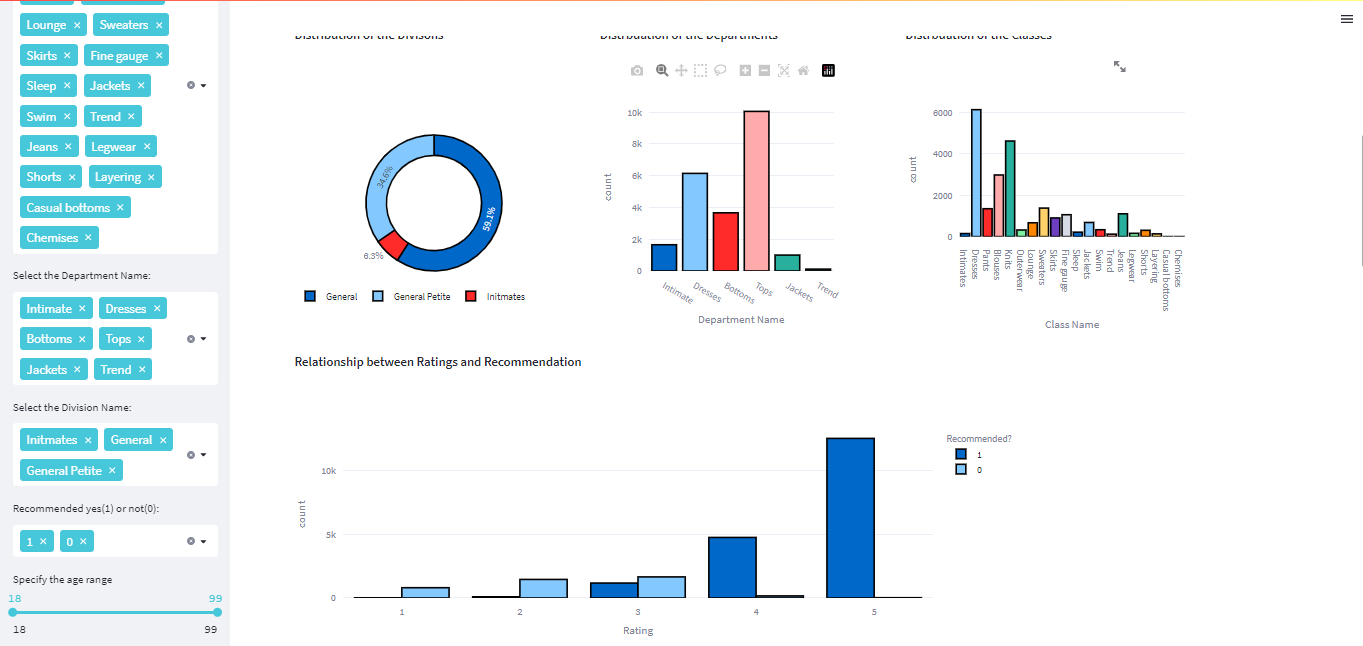 Lounge × Sweaters ×
Skirts × Fine gauge ×
Sleep × Jackets ×
Swim × Trend ×
Jeans × Legwear ×
Shorts × Layering ×
Casual bottoms ×
Chemises ×
Select the Department Name:
Intimate × Dresses ×
Bottoms × Tops ×
Jackets × Trend ×
Select the Division Name:
Initmates × General ×
General Petite ×
Recommended yes(1) or not(0):
1 × 0 ×
Specify the age range
18 99
18 99
Distribution of the Divisons
34.6%
59.1%
6.3%
General General Petite Initmates
Distribution of the Departments
10k
8k
6k
4k
2k
0
count
Intimate Dresses Bottoms Tops Jackets Trend
Department Name
Distribution of the Classes
6000
4000
2000
0
count
Intimates Dresses Pants Blouses Knits Outerwear Lounge Sweaters Skirts Fine gauge Sleep Jackets Swim Trend Jeans Legwear Shorts Layering Casual bottoms Chemises
Class Name
Relationship between Ratings and Recommendation
10k
5k
0
count
1 2 3 4 5
Rating
Recommended?
1
0